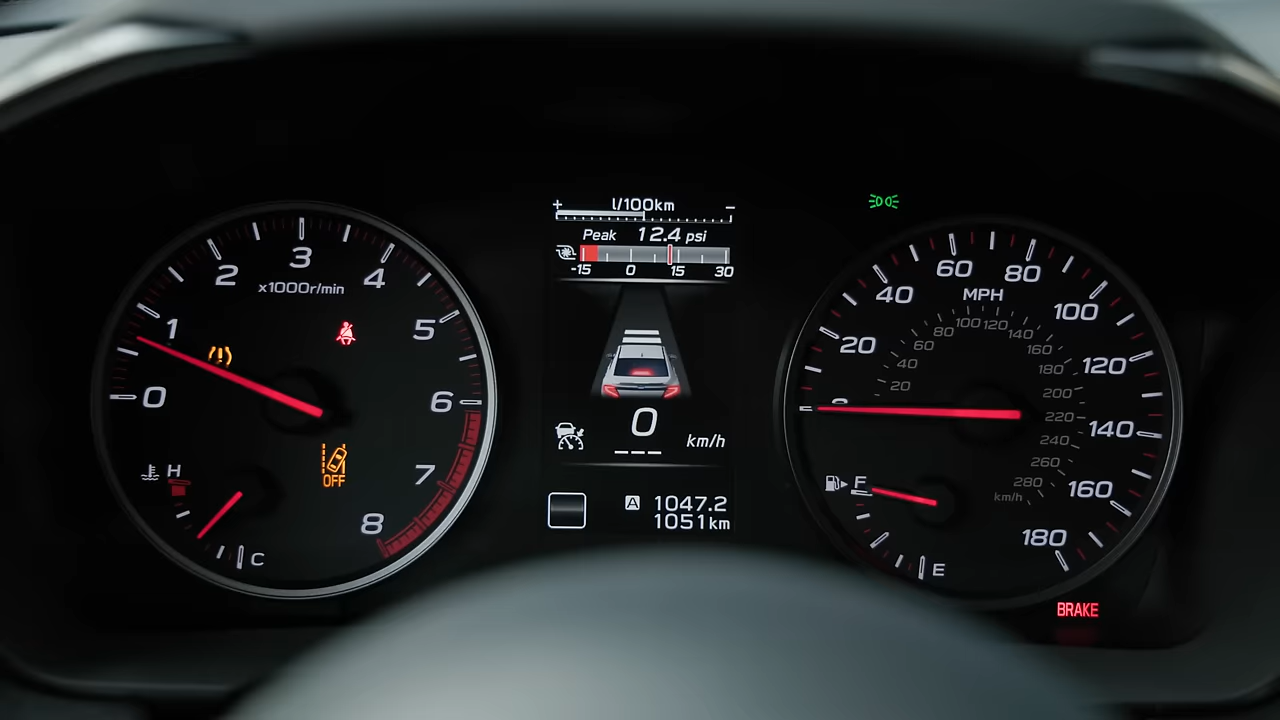 0
1
2
3
4
5
6
7
8
x1000r/min
OFF
H
C
+ l/100km -
Peak 12.4 psi
-15 0 15 30
0
km/h
---
A 1047.2
1051km
20
40
60
80
100
120
140
160
180
MPH
20
40
60
80
100
120
140
160
180
200
220
240
260
280
km/h
F
E
BRAKE